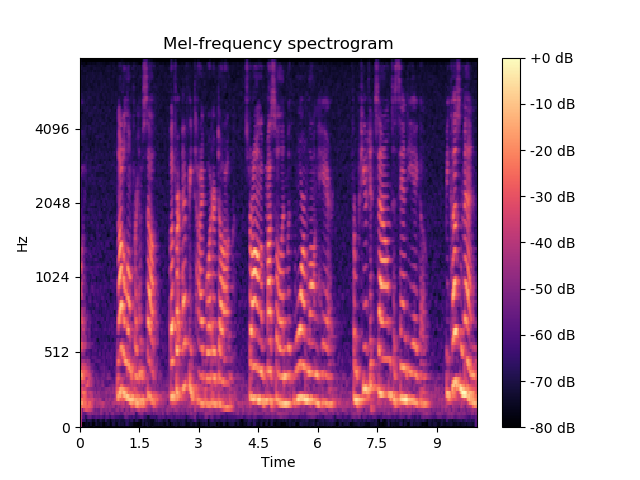 Mel-frequency spectrogram
+0 dB
-10 dB
-20 dB
-30 dB
-40 dB
-50 dB
-60 dB
-70 dB
-80 dB
4096
2048
1024
512
0
Hz
0 1.5 3 4.5 6 7.5 9
Time